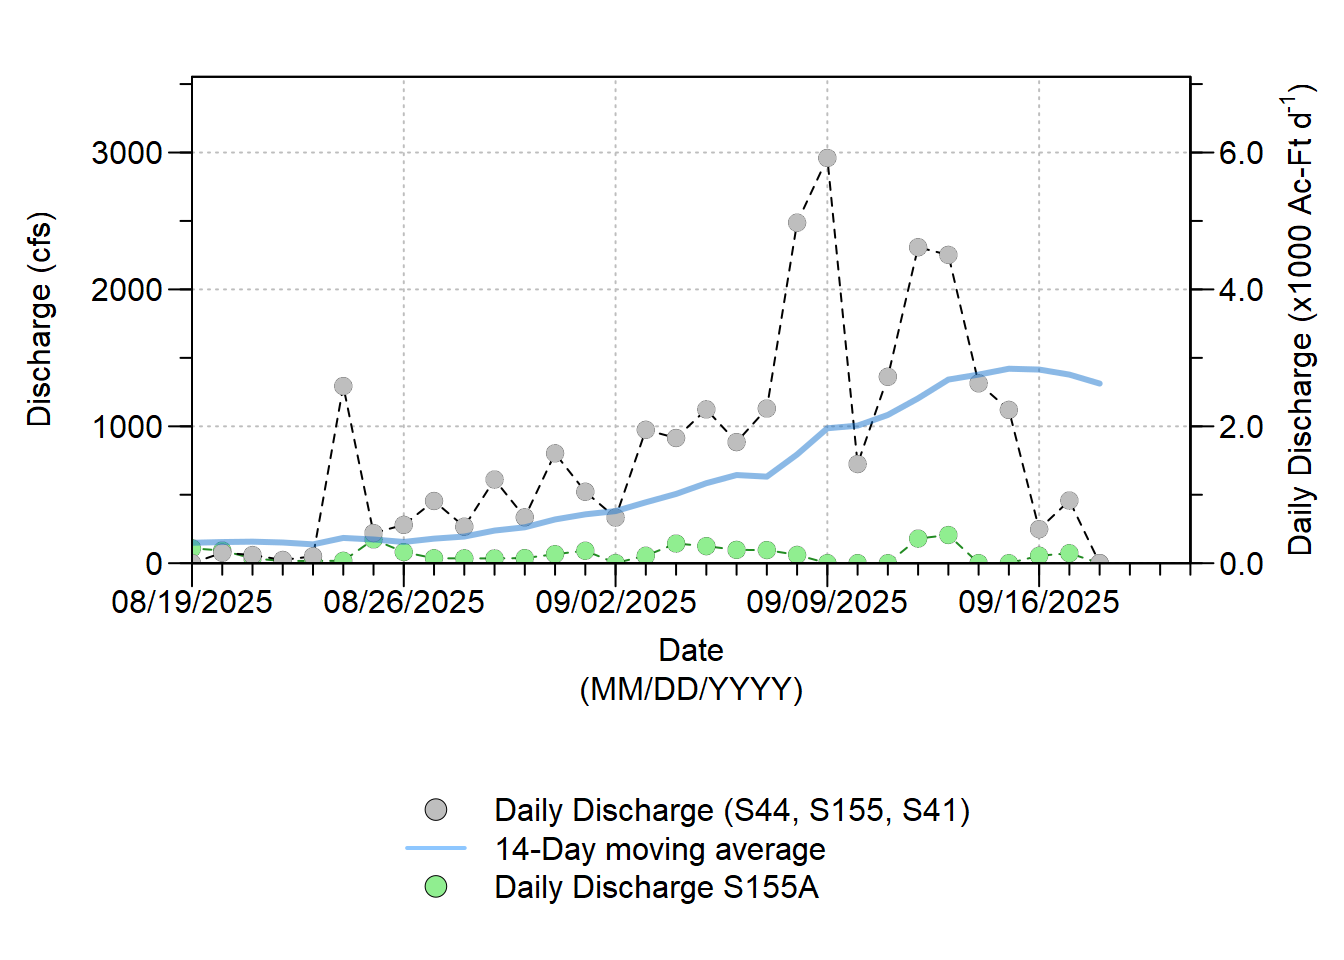 3000
2000
1000
0
Discharge (cfs)
6.0
4.0
2.0
0.0
Daily Discharge (x1000 Ac-Ft d⁻¹)
08/19/2025 08/26/2025 09/02/2025 09/09/2025 09/16/2025
Date
(MM/DD/YYYY)
Daily Discharge (S44, S155, S41)
14-Day moving average
Daily Discharge S155A